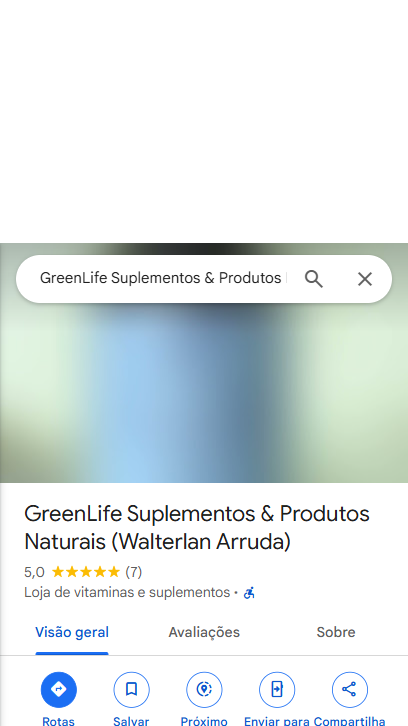 GreenLife Suplementos & Produtos
GreenLife Suplementos & Produtos
Naturais (Walterlan Arruda)
5,0 (7)
Loja de vitaminas e suplementos ·
Visão geral Avaliações Sobre
Rotas Salvar Próximo Enviar para Compartilha